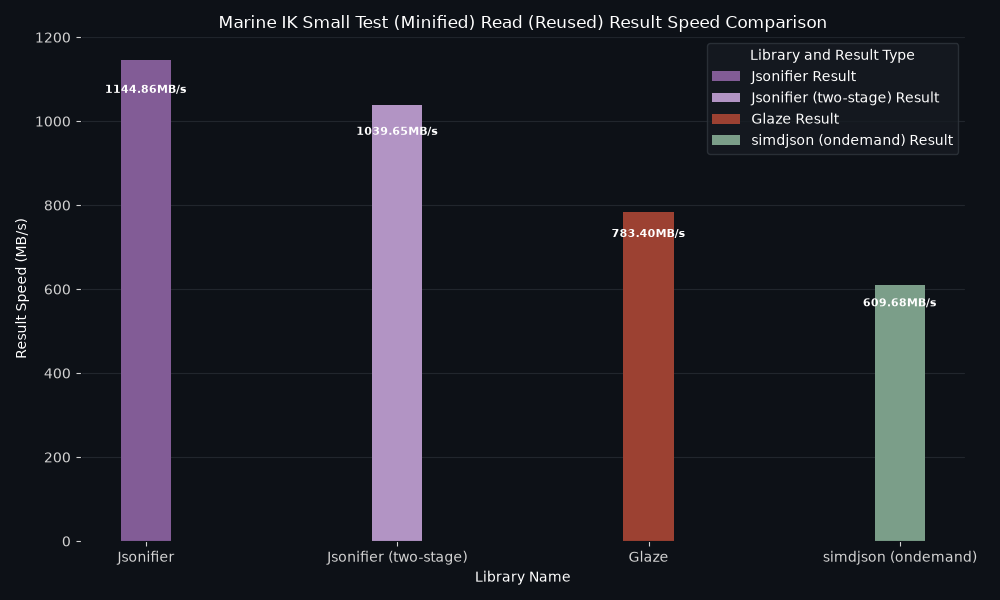 Marine IK Small Test (Minified) Read (Reused) Result Speed Comparison
Result Speed (MB/s)
1200
1000
800
600
400
200
0
1144.86MB/s
1039.65MB/s
783.40MB/s
609.68MB/s
Library and Result Type
Jsonifier Result
Jsonifier (two-stage) Result
Glaze Result
simdjson (ondemand) Result
Jsonifier
Jsonifier (two-stage)
Glaze
simdjson (ondemand)
Library Name